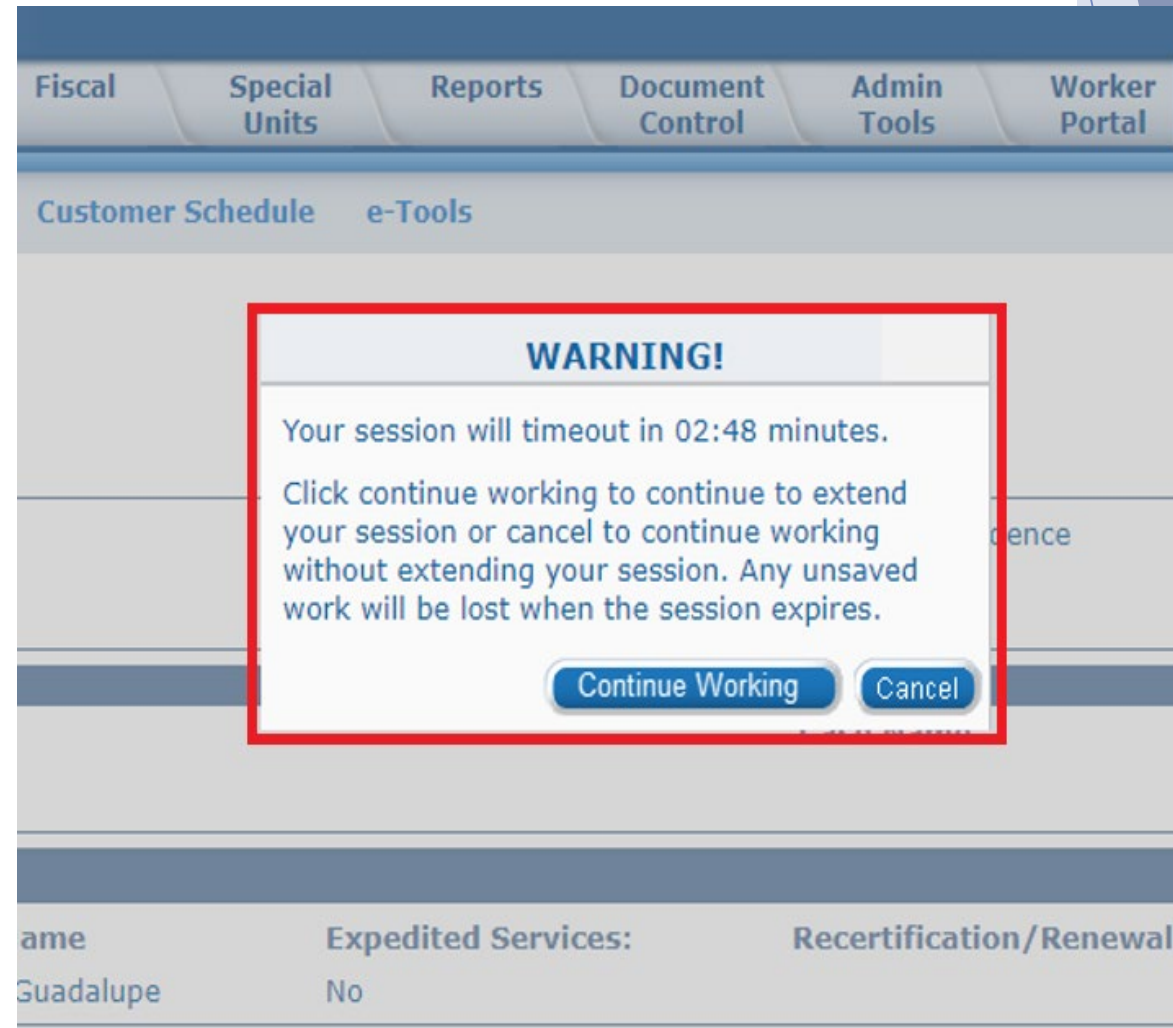 Fiscal Special Units Reports Document Control Admin Tools Worker Portal
Customer Schedule e-Tools
WARNING!
Your session will timeout in 02:48 minutes.
Click continue working to continue to extend
your session or cancel to continue working
without extending your session. Any unsaved
work will be lost when the session expires.
dence
Continue Working Cancel
ame Expedited Services: Recertification/Renewal
Guadalupe No